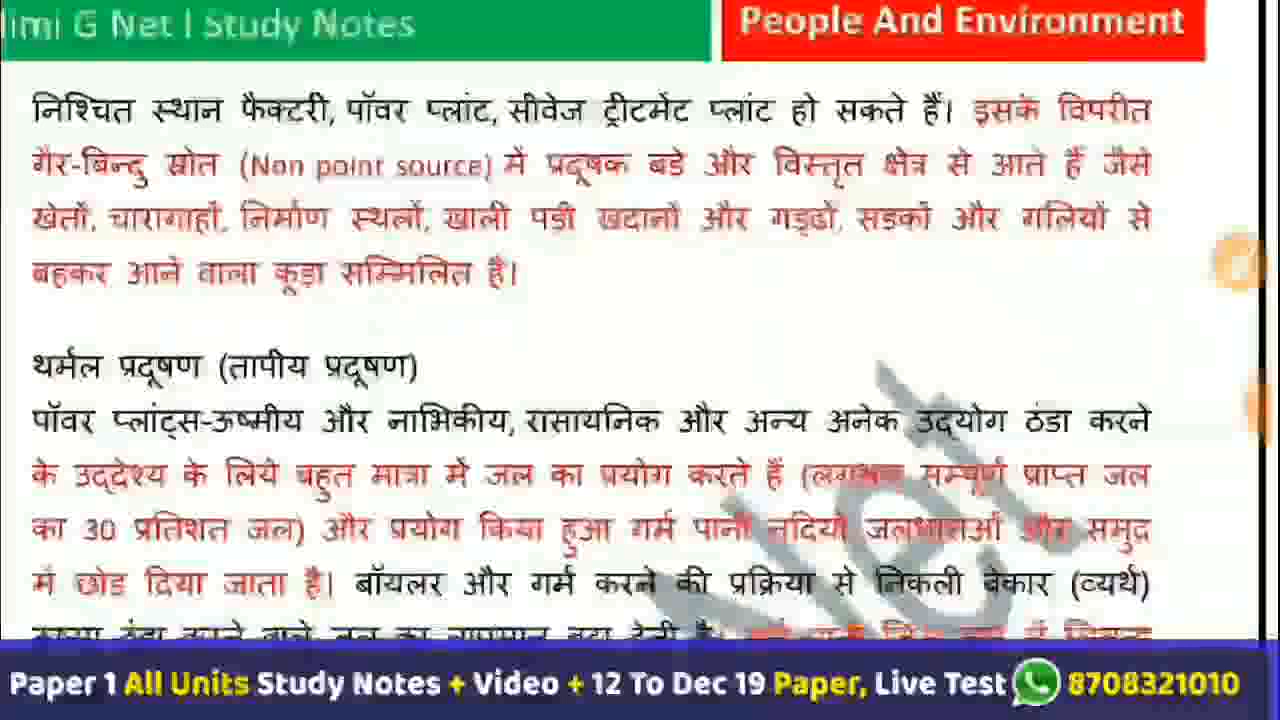 limi G Net l Study Notes
People And Environment
निश्चित स्थान फैक्टरी, पॉवर प्लांट, सीवेज ट्रीटमेंट प्लांट हो सकते हैं। इसके विपरीत
गैर-बिन्दु स्रोत (Non point source) में प्रदूषक बडे और विस्तृत क्षेत्र से आते हैं जैसे
खेतों, चारागाहों, निर्माण स्थलों, खाली पडी खदानों और गड्ढों, सडकों और गलियों से
बहकर आने वाला कूड़ा सम्मिलित है।
थर्मल प्रदूषण (तापीय प्रदूषण)
पॉवर प्लांट्स-ऊष्मीय और नाभिकीय, रासायनिक और अन्य अनेक उद्योग ठंडा करने
के उद्देश्य के लिये बहुत मात्रा में जल का प्रयोग करते हैं (लगभग सम्पूर्ण प्राप्त जल
का 30 प्रतिशत जल) और प्रयोग किया हुआ गर्म पानी नदियों जलधाराओं और समुद्र
में छोड दिया जाता है। बॉयलर और गर्म करने की प्रक्रिया से निकली बेकार (व्यर्थ)
Net
Paper 1 All Units Study Notes + Video + 12 To Dec 19 Paper, Live Test 8708321010